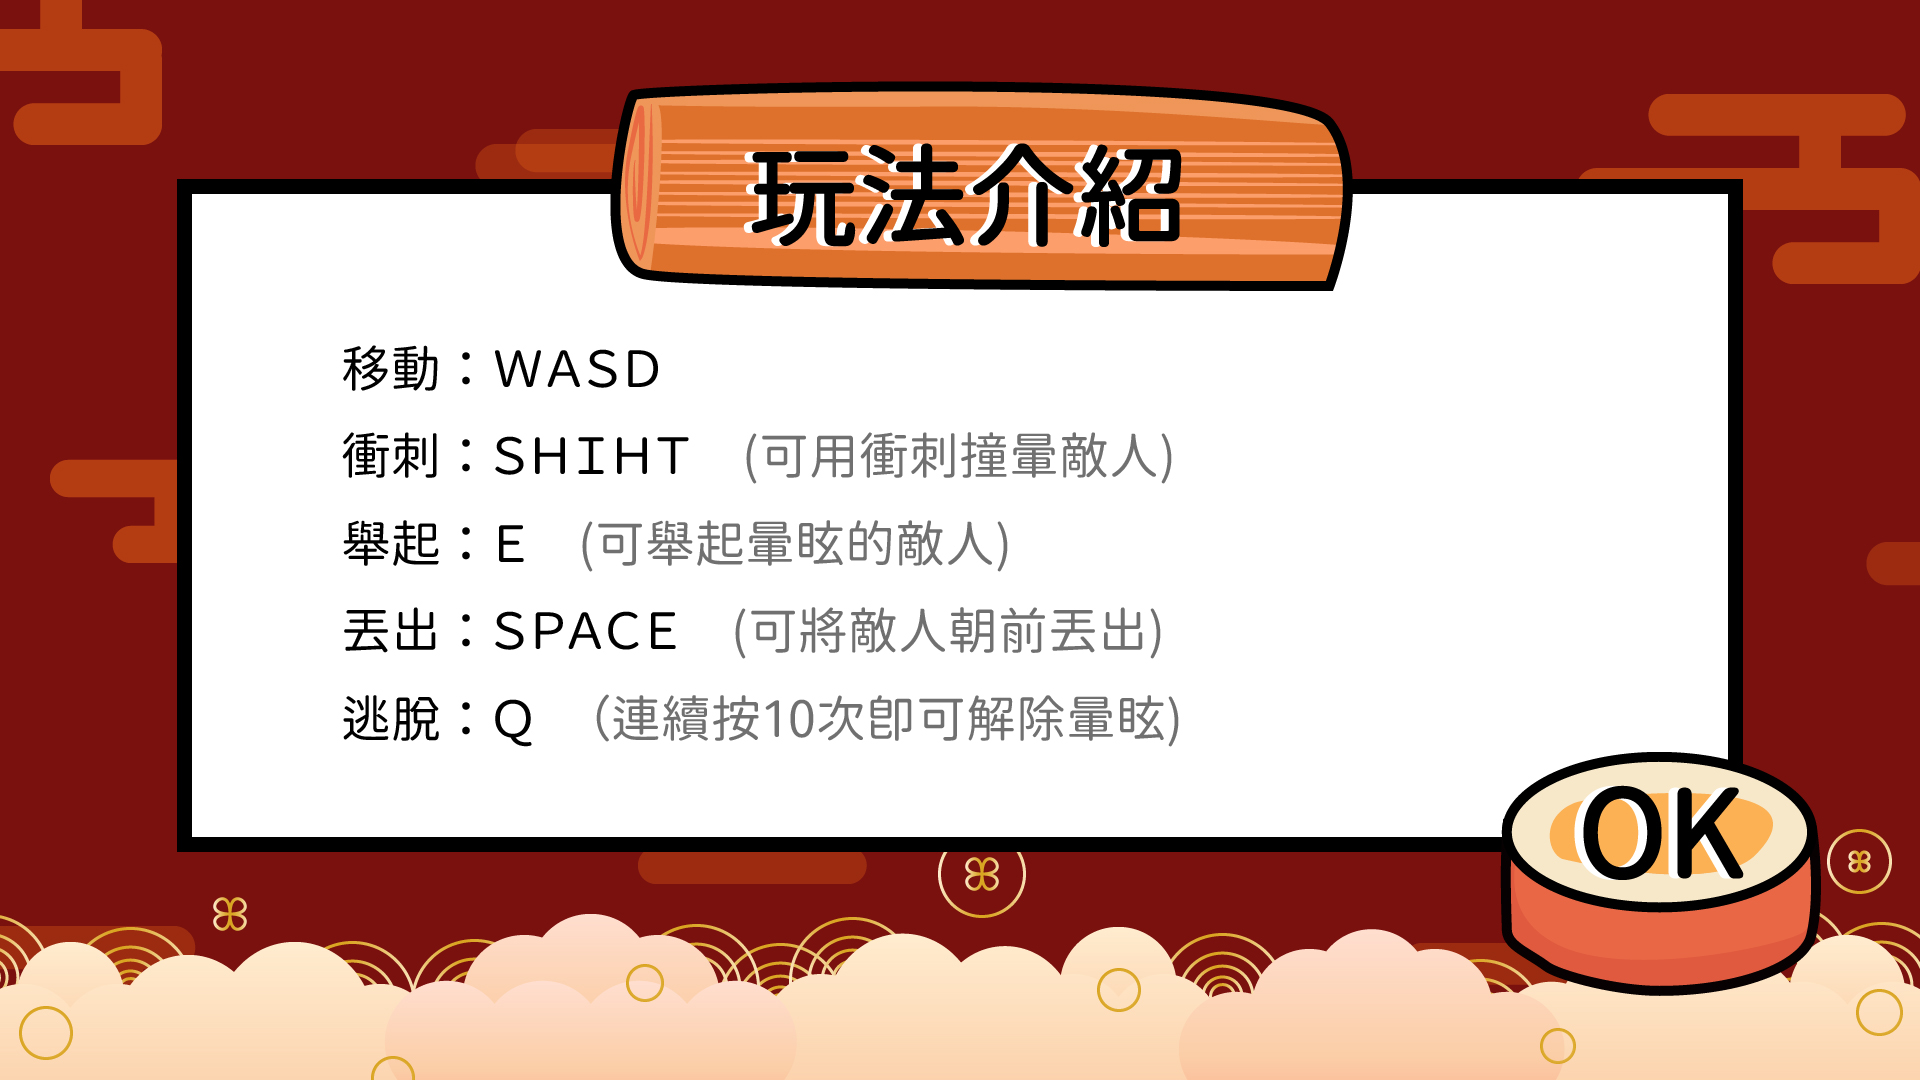 玩法介紹
移動：WASD
衝刺：SHIHT (可用衝刺撞暈敵人)
舉起：E (可舉起暈眩的敵人)
丟出：SPACE (可將敵人朝前丟出)
逃脫：Q （連續按10次即可解除暈眩)
OK